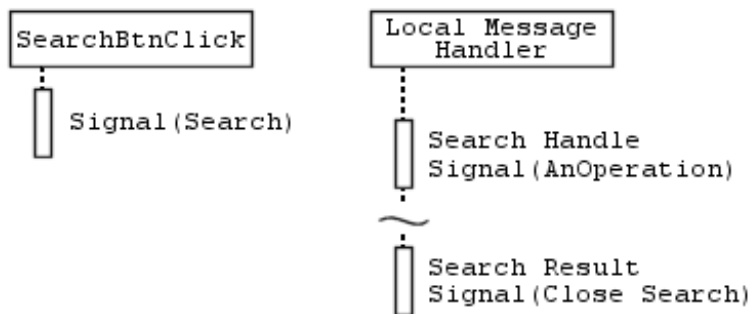 SearchBtnClick
Signal(Search)
Local Message
Handler
Search Handle
Signal(AnOperation)
Search Result
Signal(Close Search)